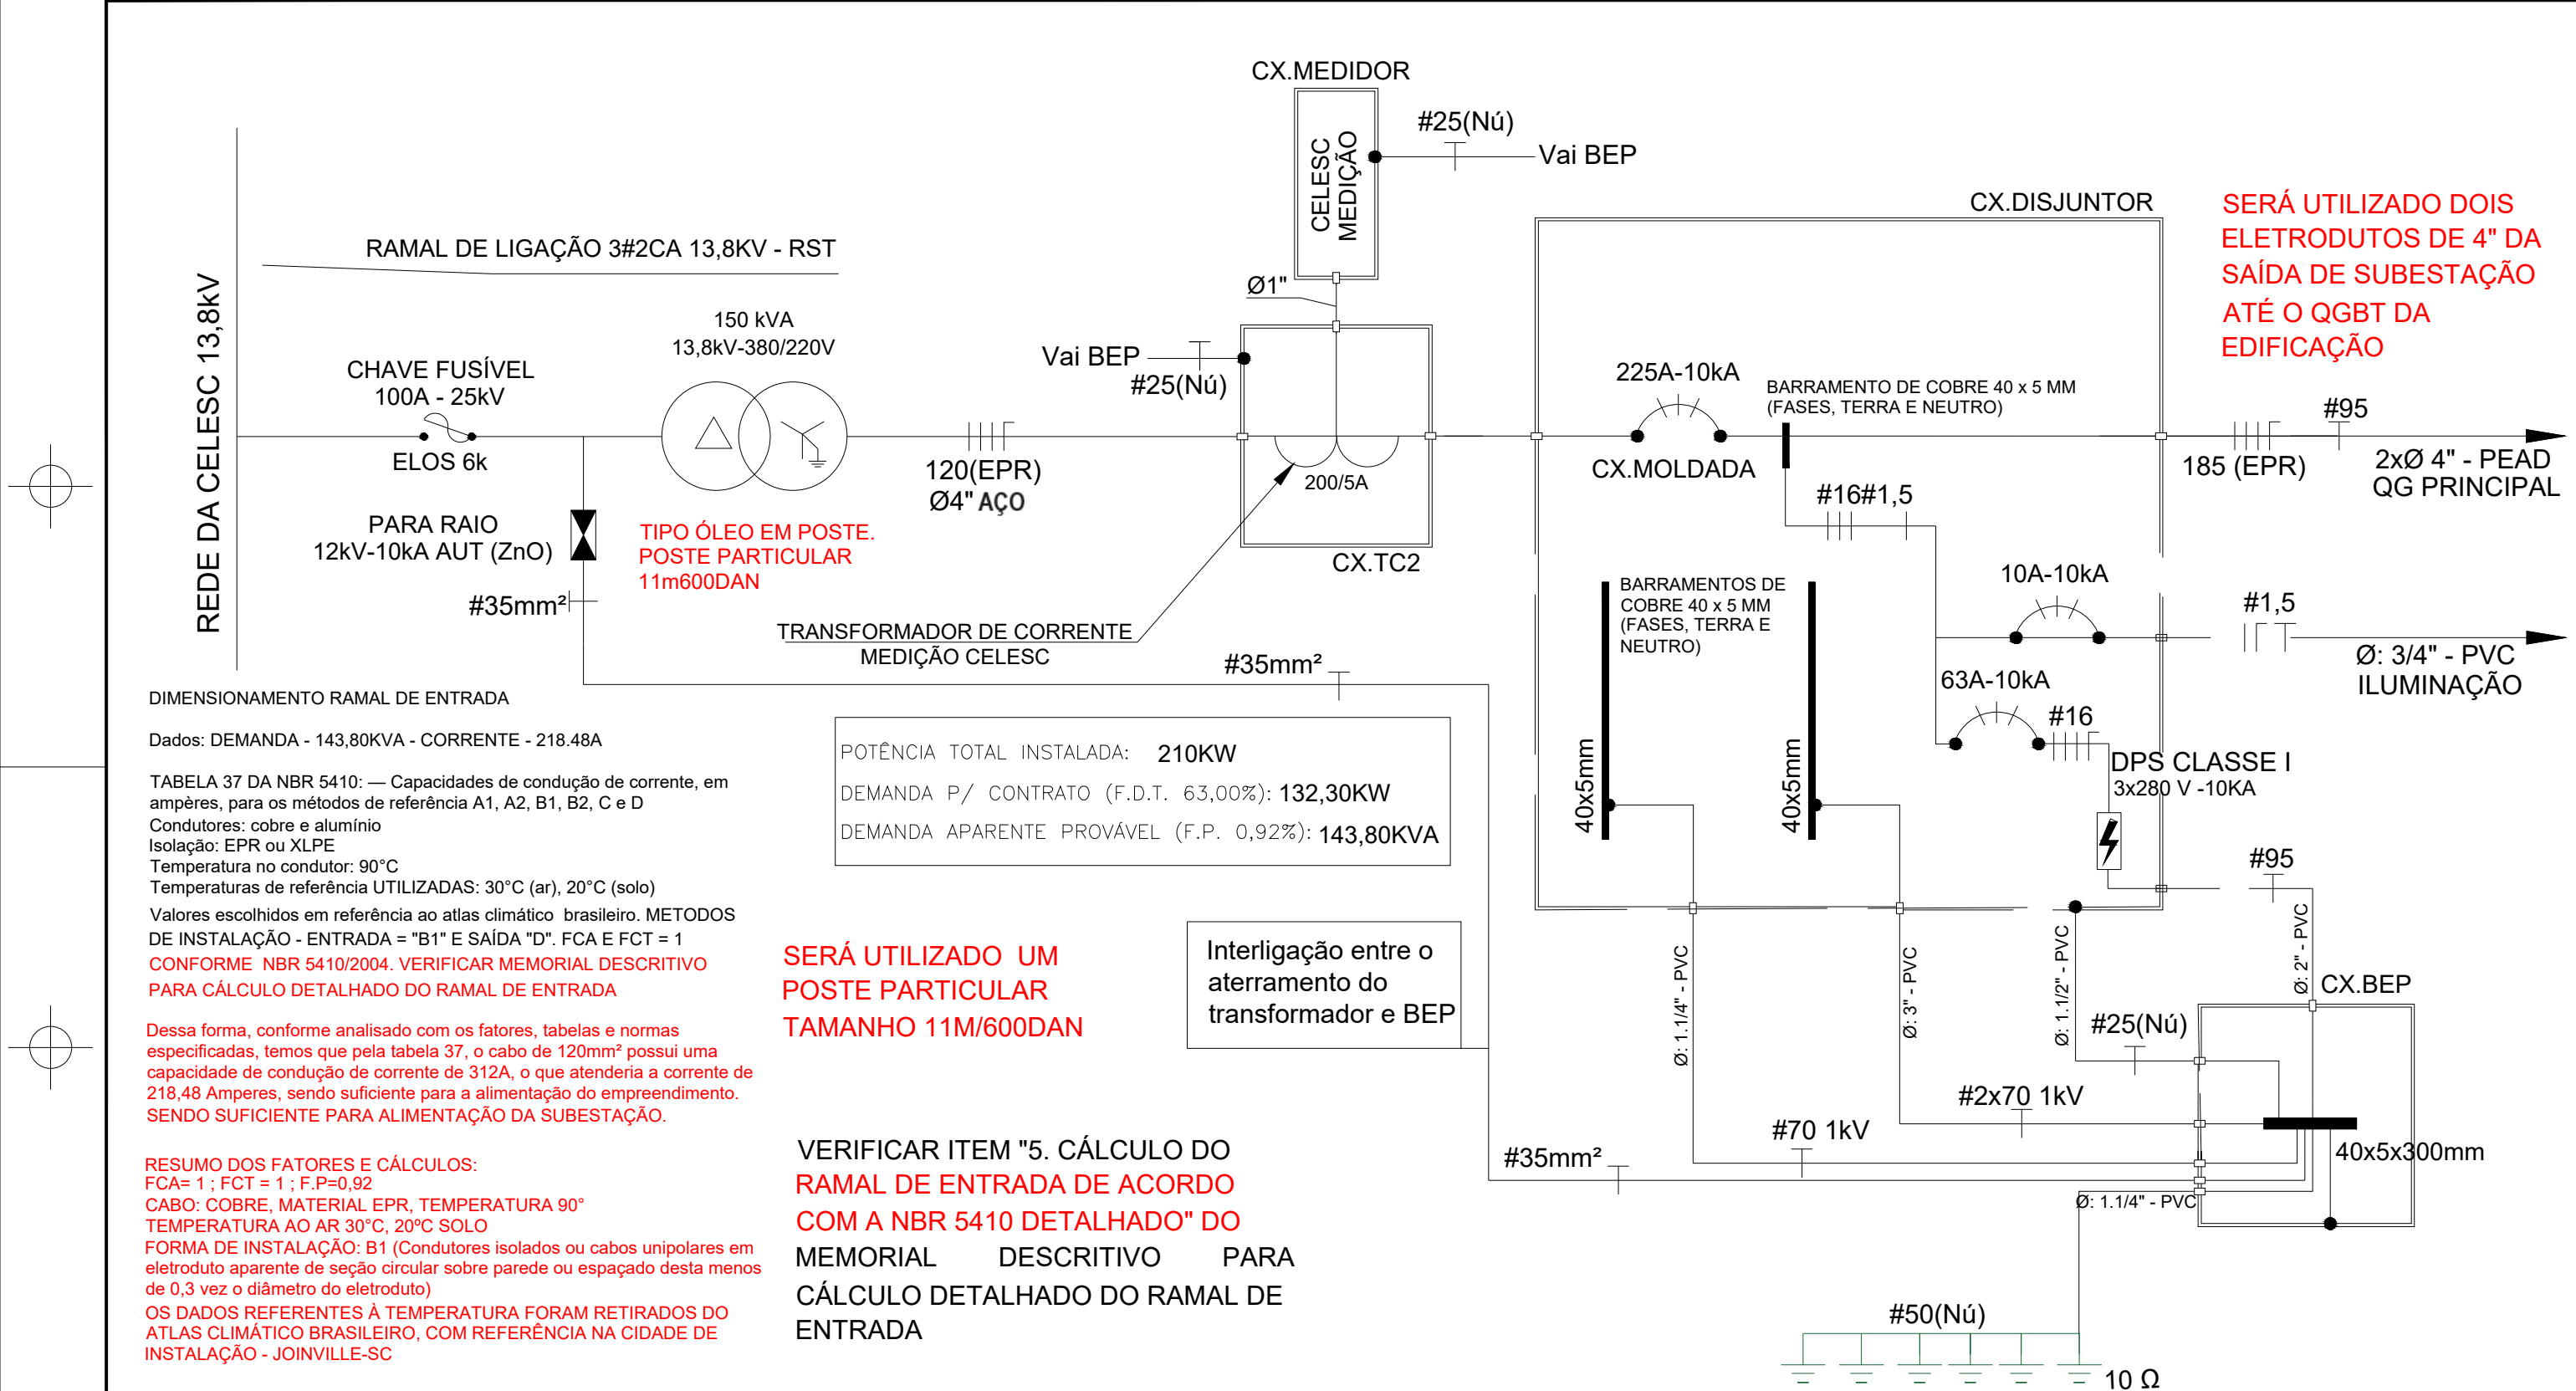 CX.MEDIDOR
CELESC
MEDIÇÃO
#25(Nú)
Vai BEP
CX.DISJUNTOR
SERÁ UTILIZADO DOIS
ELETRODUTOS DE 4" DA
SAÍDA DE SUBESTAÇÃO
ATÉ O QGBT DA
EDIFICAÇÃO
REDE DA CELESC 13,8kV
RAMAL DE LIGAÇÃO 3#2CA 13,8KV - RST
Ø1"
150 kVA
13,8kV-380/220V
CHAVE FUSÍVEL
100A - 25kV
ELOS 6k
Vai BEP
#25(Nú)
225A-10kA
BARRAMENTO DE COBRE 40 x 5 MM
(FASES, TERRA E NEUTRO)
CX.MOLDADA
#95
185 (EPR)
2xØ 4" - PEAD
QG PRINCIPAL
120(EPR)
Ø4" AÇO
200/5A
#16#1,5
PARA RAIO
12kV-10kA AUT (ZnO)
TIPO ÓLEO EM POSTE.
POSTE PARTICULAR
11m600DAN
CX.TC2
#35mm²
TRANSFORMADOR DE CORRENTE
MEDIÇÃO CELESC
#35mm²
BARRAMENTOS DE
COBRE 40 x 5 MM
(FASES, TERRA E
NEUTRO)
10A-10kA
#1,5
Ø: 3/4" - PVC
ILUMINAÇÃO
63A-10kA
#16
DPS CLASSE I
3x280 V -10KA
40x5mm
40x5mm
DIMENSIONAMENTO RAMAL DE ENTRADA
Dados: DEMANDA - 143,80KVA - CORRENTE - 218.48A
TABELA 37 DA NBR 5410: — Capacidades de condução de corrente, em
ampères, para os métodos de referência A1, A2, B1, B2, C e D
Condutores: cobre e alumínio
Isolação: EPR ou XLPE
Temperatura no condutor: 90°C
Temperaturas de referência UTILIZADAS: 30°C (ar), 20°C (solo)
Valores escolhidos em referência ao atlas climático brasileiro. METODOS
DE INSTALAÇÃO - ENTRADA = "B1" E SAÍDA "D". FCA E FCT = 1
CONFORME NBR 5410/2004. VERIFICAR MEMORIAL DESCRITIVO
PARA CÁLCULO DETALHADO DO RAMAL DE ENTRADA
Dessa forma, conforme analisado com os fatores, tabelas e normas
especificadas, temos que pela tabela 37, o cabo de 120mm² possui uma
capacidade de condução de corrente de 312A, o que atenderia a corrente de
218,48 Amperes, sendo suficiente para a alimentação do empreendimento.
SENDO SUFICIENTE PARA ALIMENTAÇÃO DA SUBESTAÇÃO.
RESUMO DOS FATORES E CÁLCULOS:
FCA= 1 ; FCT = 1 ; F.P=0,92
CABO: COBRE, MATERIAL EPR, TEMPERATURA 90°
TEMPERATURA AO AR 30°C, 20ºC SOLO
FORMA DE INSTALAÇÃO: B1 (Condutores isolados ou cabos unipolares em
eletroduto aparente de seção circular sobre parede ou espaçado desta menos
de 0,3 vez o diâmetro do eletroduto)
OS DADOS REFERENTES À TEMPERATURA FORAM RETIRADOS DO
ATLAS CLIMÁTICO BRASILEIRO, COM REFERÊNCIA NA CIDADE DE
INSTALAÇÃO - JOINVILLE-SC
POTÊNCIA TOTAL INSTALADA: 210KW
DEMANDA P/ CONTRATO (F.D.T. 63,00%): 132,30KW
DEMANDA APARENTE PROVÁVEL (F.P. 0,92%): 143,80KVA
SERÁ UTILIZADO UM
POSTE PARTICULAR
TAMANHO 11M/600DAN
Interligação entre o
aterramento do
transformador e BEP
VERIFICAR ITEM "5. CÁLCULO DO
RAMAL DE ENTRADA DE ACORDO
COM A NBR 5410 DETALHADO" DO
MEMORIAL DESCRITIVO PARA
CÁLCULO DETALHADO DO RAMAL DE
ENTRADA
#95
Ø: 1.1/4" - PVC
Ø: 3" - PVC
Ø: 1.1/2" - PVC
Ø: 2" - PVC
CX.BEP
#25(Nú)
#2x70 1kV
#70 1kV
#35mm²
40x5x300mm
Ø: 1.1/4" - PVC
#50(Nú)
10 Ω